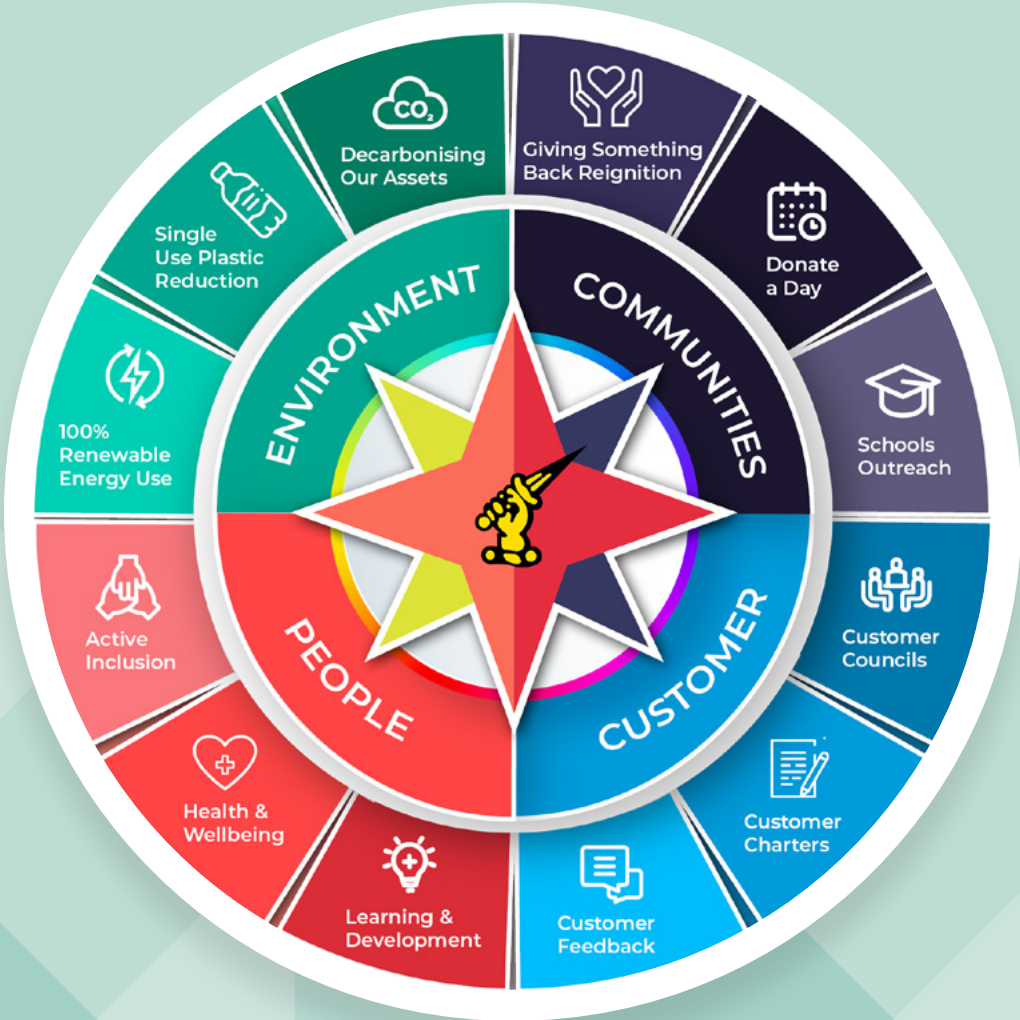 ENVIRONMENT
Decarbonising
Our Assets
CO₂
Single
Use Plastic
Reduction
100%
Renewable
Energy Use
COMMUNITIES
Giving Something
Back Reignition
Donate
a Day
Schools
Outreach
CUSTOMER
Customer
Councils
Customer
Charters
Customer
Feedback
PEOPLE
Learning &
Development
Health &
Wellbeing
Active
Inclusion